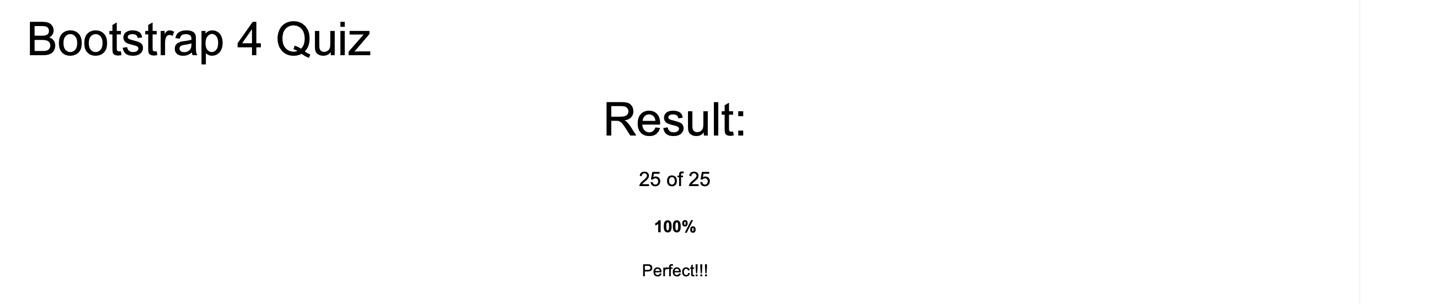 Bootstrap 4 Quiz
Result:
25 of 25
100%
Perfect!!!